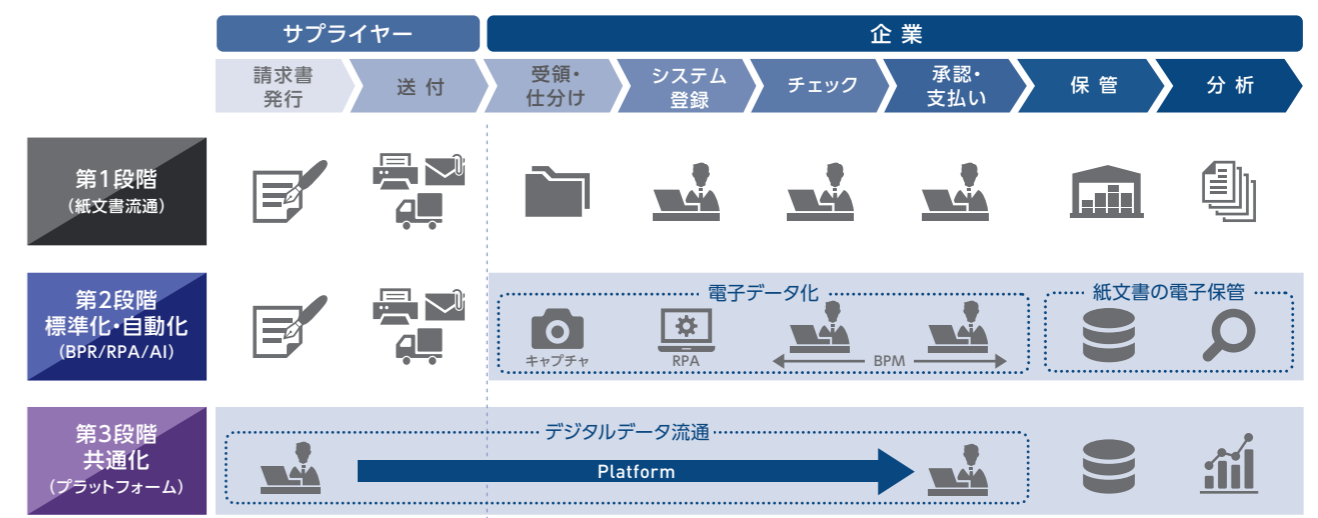 サプライヤー
企業
請求書
発行
送付
受領・
仕分け
システム
登録
チェック
承認・
支払い
保管
分析
第1段階
(紙文書流通)
第2段階
標準化・自動化
(BPR/RPA/AI)
電子データ化
キャプチャ
RPA
BPM
紙文書の電子保管
第3段階
共通化
(プラットフォーム)
デジタルデータ流通
Platform